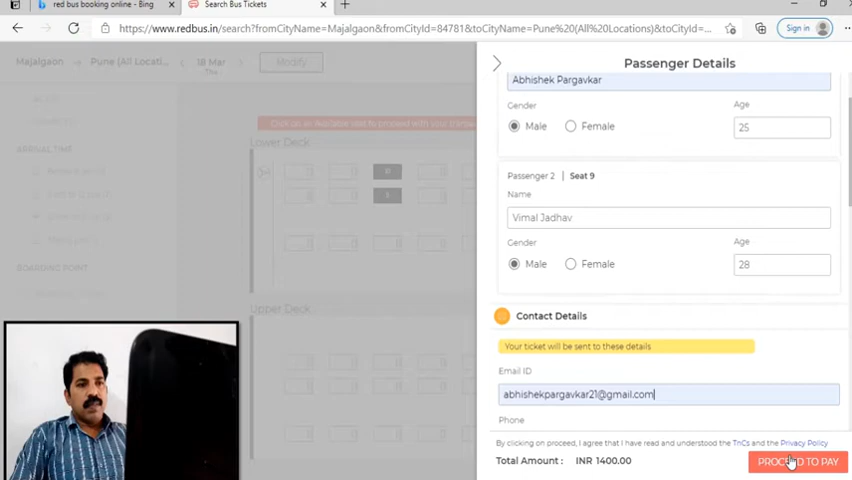 red bus booking online - Bing
Search Bus Tickets
https://www.redbus.in/search?fromCityName=Majalgaon&fromCityId=84781&toCityName=Pune%20(All%20Locations)&toCityId=...
Sign in
Majalgaon
Pune (All Locati...
18 Mar
Thu
Modify
Passenger Details
Abhishek Pargavkar
Gender
Age
Male
Female
25
Passenger 2 | Seat 9
Name
Vimal Jadhav
Gender
Age
Male
Female
28
Contact Details
Your ticket will be sent to these details
Email ID
abhishekpargavkar21@gmail.com
Phone
By clicking on proceed, I agree that I have read and understood the TnCs and the Privacy Policy
Total Amount : INR 1400.00
PROCEED TO PAY
ARRIVAL TIME
BOARDING POINT
Lower Deck
Upper Deck